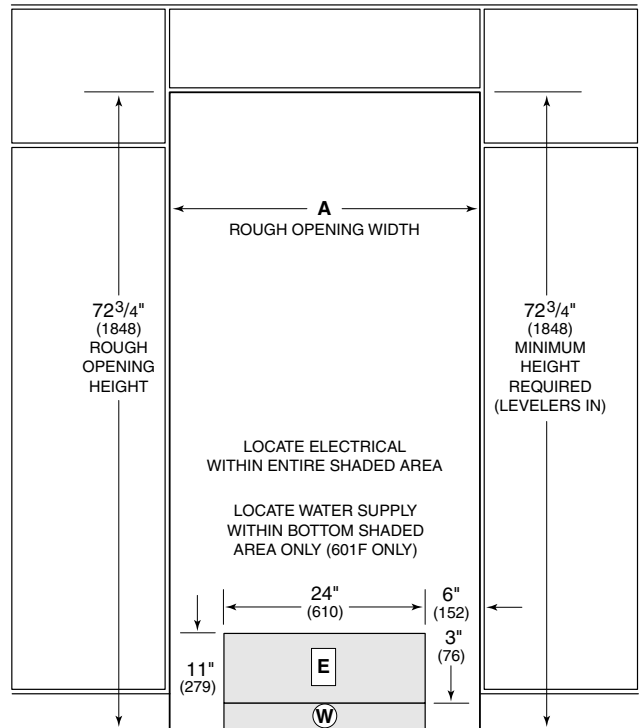 A
ROUGH OPENING WIDTH
72 3/4"
(1848)
ROUGH
OPENING
HEIGHT
72 3/4"
(1848)
MINIMUM
HEIGHT
REQUIRED
(LEVELERS IN)
LOCATE ELECTRICAL
WITHIN ENTIRE SHADED AREA
LOCATE WATER SUPPLY
WITHIN BOTTOM SHADED
AREA ONLY (601F ONLY)
24"
(610)
6"
(152)
3"
(76)
11"
(279)
E
W